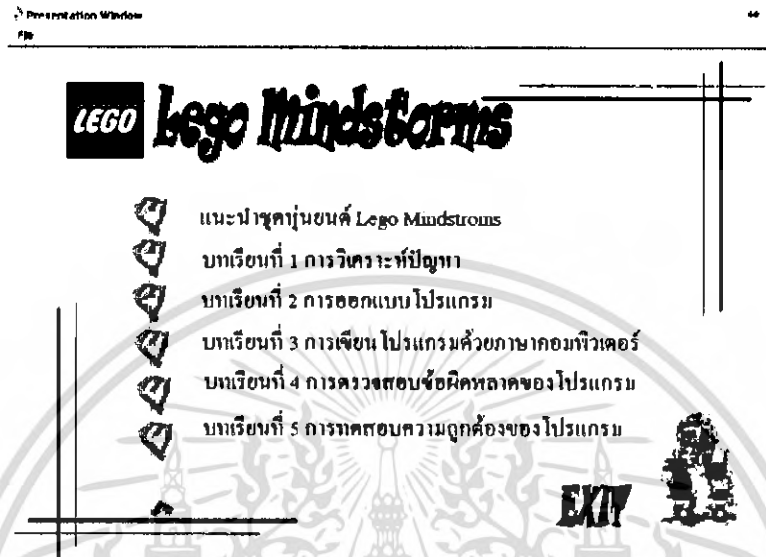 Presentation Window
File
LEGO Lego Mindstorms
แนะนำชุดหุ่นยนต์ Lego Mindstroms
บทเรียนที่ 1 การวิเคราะห์ปัญหา
บทเรียนที่ 2 การออกแบบโปรแกรม
บทเรียนที่ 3 การเขียนโปรแกรมด้วยภาษาคอมพิวเตอร์
บทเรียนที่ 4 การตรวจสอบข้อผิดพลาดของโปรแกรม
บทเรียนที่ 5 การทดสอบความถูกต้องของโปรแกรม
EXIT